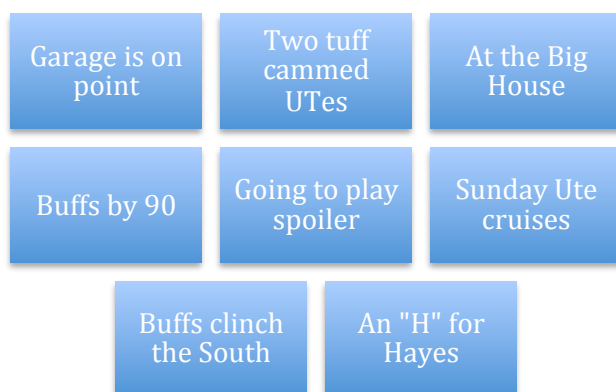 Garage is on
point
Two tuff
cammed
UTes
At the Big
House
Buffs by 90
Going to play
spoiler
Sunday Ute
cruises
Buffs clinch
the South
An "H" for
Hayes